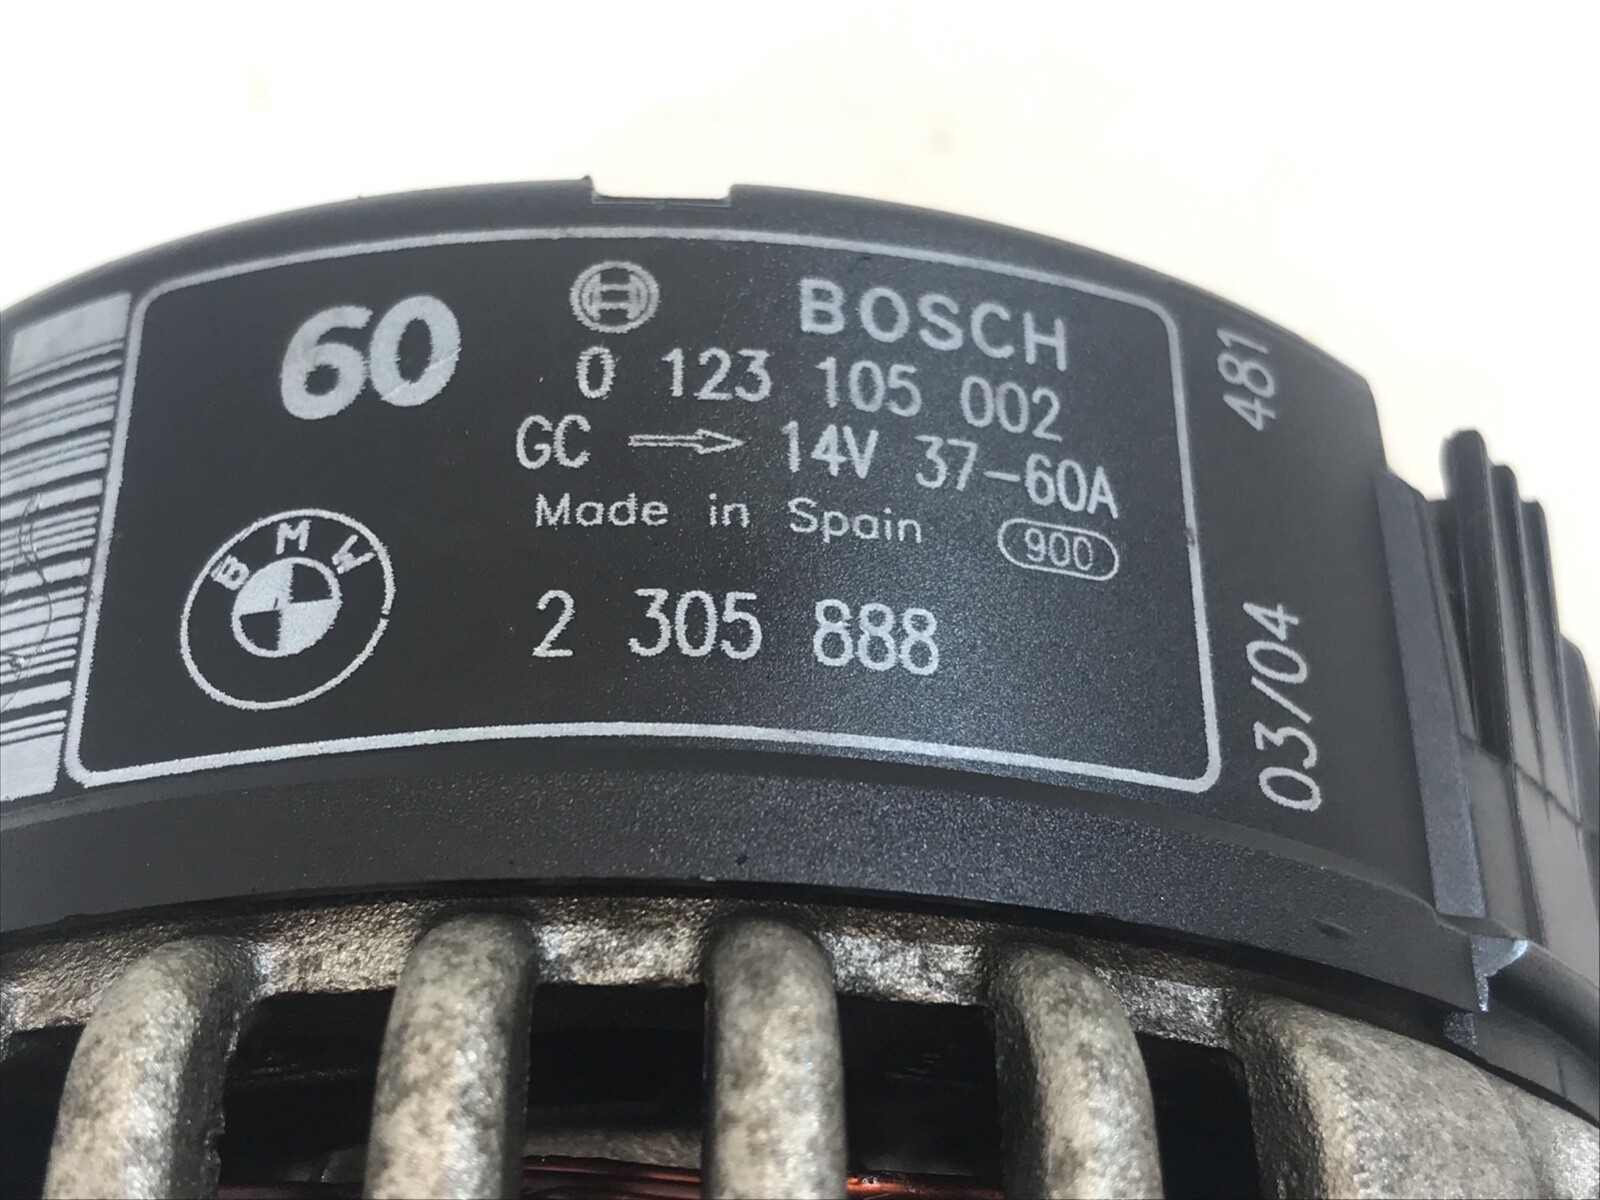 60 BOSCH
0 123 105 002
GC → 14V 37-60A
Made in Spain 900
BMW
2 305 888
481
03/04